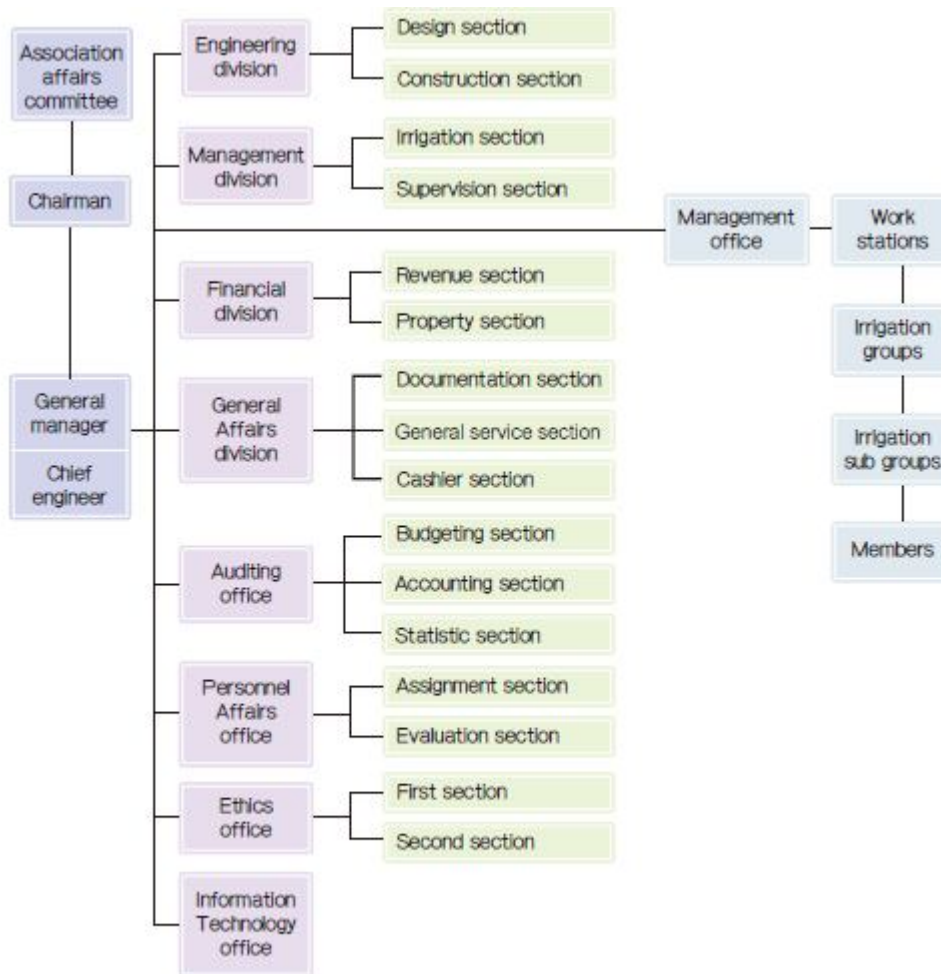 Association
affairs
committee
Chairman
General
manager
Chief
engineer
Engineering
division
Design section
Construction section
Management
division
Irrigation section
Supervision section
Management
office
Work
stations
Irrigation
groups
Irrigation
sub groups
Members
Financial
division
Revenue section
Property section
General
Affairs
division
Documentation section
General service section
Cashier section
Auditing
office
Budgeting section
Accounting section
Statistic section
Personnel
Affairs
office
Assignment section
Evaluation section
Ethics
office
First section
Second section
Information
Technology
office